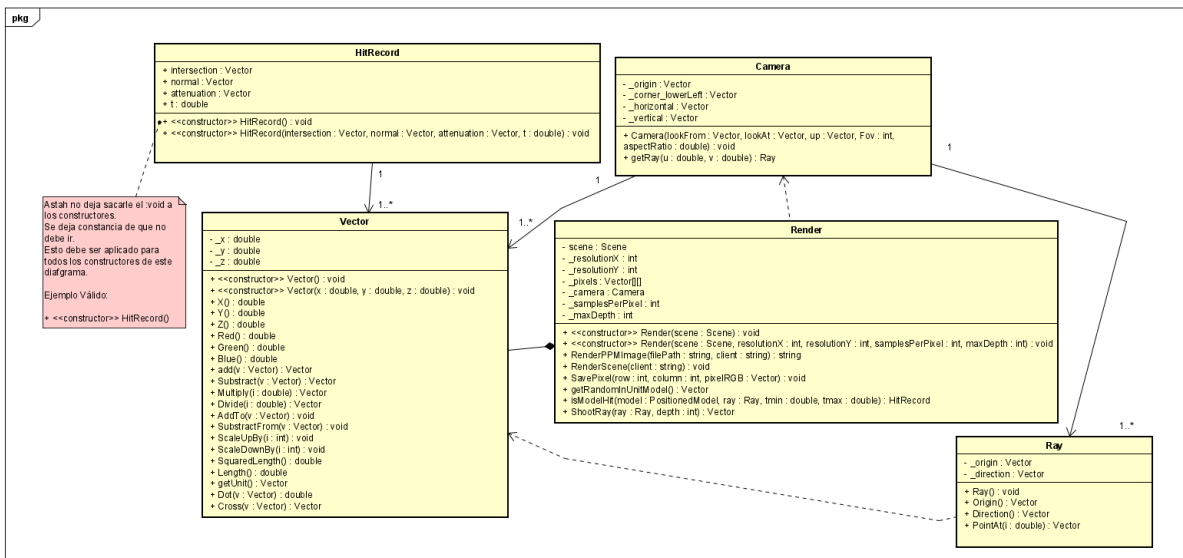 pkg
HitRecord
+ intersection : Vector
+ normal : Vector
+ attenuation : Vector
+ t : double
+ <<constructor>> HitRecord() : void
+ <<constructor>> HitRecord(intersection : Vector, normal : Vector, attenuation : Vector, t : double) : void
Camera
- _origin : Vector
- _corner_lowerLeft : Vector
- _horizontal : Vector
- _vertical : Vector
+ Camera(lookFrom : Vector, lookAt : Vector, up : Vector, Fov : int,
aspectRatio : double) : void
+ getRay(u : double, v : double) : Ray
1
1
1
1..*
1..*
Astah no deja sacarle el :void a
los constructores.
Se deja constancia de que no
debe ir.
Esto debe ser aplicado para
todos los constructores de este
diafgrama.
Ejemplo Válido:
+ <<constructor>> HitRecord()
Vector
- _x : double
- _y : double
- _z : double
+ <<constructor>> Vector() : void
+ <<constructor>> Vector(x : double, y : double, z : double) : void
+ X() : double
+ Y() : double
+ Z() : double
+ Red() : double
+ Green() : double
+ Blue() : double
+ add(v : Vector) : Vector
+ Substract(v : Vector) : Vector
+ Multiply(i : double) : Vector
+ Divide(i : double) : Vector
+ AddTo(v : Vector) : void
+ SubstractFrom(v : Vector) : void
+ ScaleUpBy(i : int) : void
+ ScaleDownBy(i : int) : void
+ SquaredLength() : double
+ Length() : double
+ getUnit() : Vector
+ Dot(v : Vector) : double
+ Cross(v : Vector) : Vector
Render
- scene : Scene
- _resolutionX : int
- _resolutionY : int
- _pixels : Vector[][]
- _camera : Camera
- _samplesPerPixel : int
- _maxDepth : int
+ <<constructor>> Render(scene : Scene) : void
+ <<constructor>> Render(scene : Scene, resolutionX : int, resolutionY : int, samplesPerPixel : int, maxDepth : int) : void
+ RenderPPMImage(filePath : string, client : string) : string
+ RenderScene(client : string) : void
+ SavePixel(row : int, column : int, pixelRGB : Vector) : void
+ getRandomInUnitModel() : Vector
+ isModelHit(model : PositionedModel, ray : Ray, tmin : double, tmax : double) : HitRecord
+ ShootRay(ray : Ray, depth : int) : Vector
1..*
Ray
- _origin : Vector
- _direction : Vector
+ Ray() : void
+ Origin() : Vector
+ Direction() : Vector
+ PointAt(i : double) : Vector